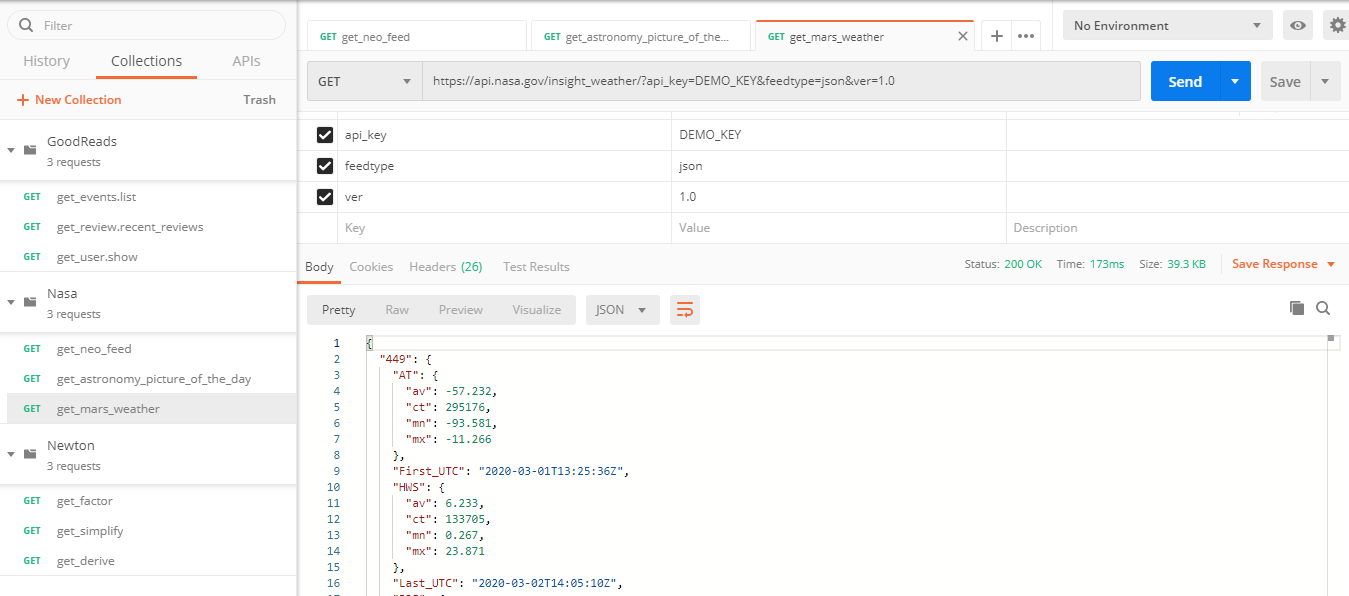 Filter
History Collections APIs
New Collection Trash
GoodReads
3 requests
GET get_events.list
GET get_review.recent_reviews
GET get_user.show
Nasa
3 requests
GET get_neo_feed
GET get_astronomy_picture_of_the_day
GET get_mars_weather
Newton
3 requests
GET get_factor
GET get_simplify
GET get_derive
GET get_neo_feed GET get_astronomy_picture_of_the... GET get_mars_weather No Environment
GET https://api.nasa.gov/insight_weather/?api_key=DEMO_KEY&feedtype=json&ver=1.0 Send Save
api_key DEMO_KEY
feedtype json
ver 1.0
Key Value Description
Body Cookies Headers (26) Test Results Status: 200 OK Time: 173ms Size: 39.3 KB Save Response
Pretty Raw Preview Visualize JSON
1 {
2 "449": {
3 "AT": {
4 "av": -57.232,
5 "ct": 295176,
6 "mn": -93.581,
7 "mx": -11.266
8 },
9 "First_UTC": "2020-03-01T13:25:36Z",
10 "HWS": {
11 "av": 6.233,
12 "ct": 133705,
13 "mn": 0.267,
14 "mx": 23.871
15 },
16 "Last_UTC": "2020-03-02T14:05:10Z",